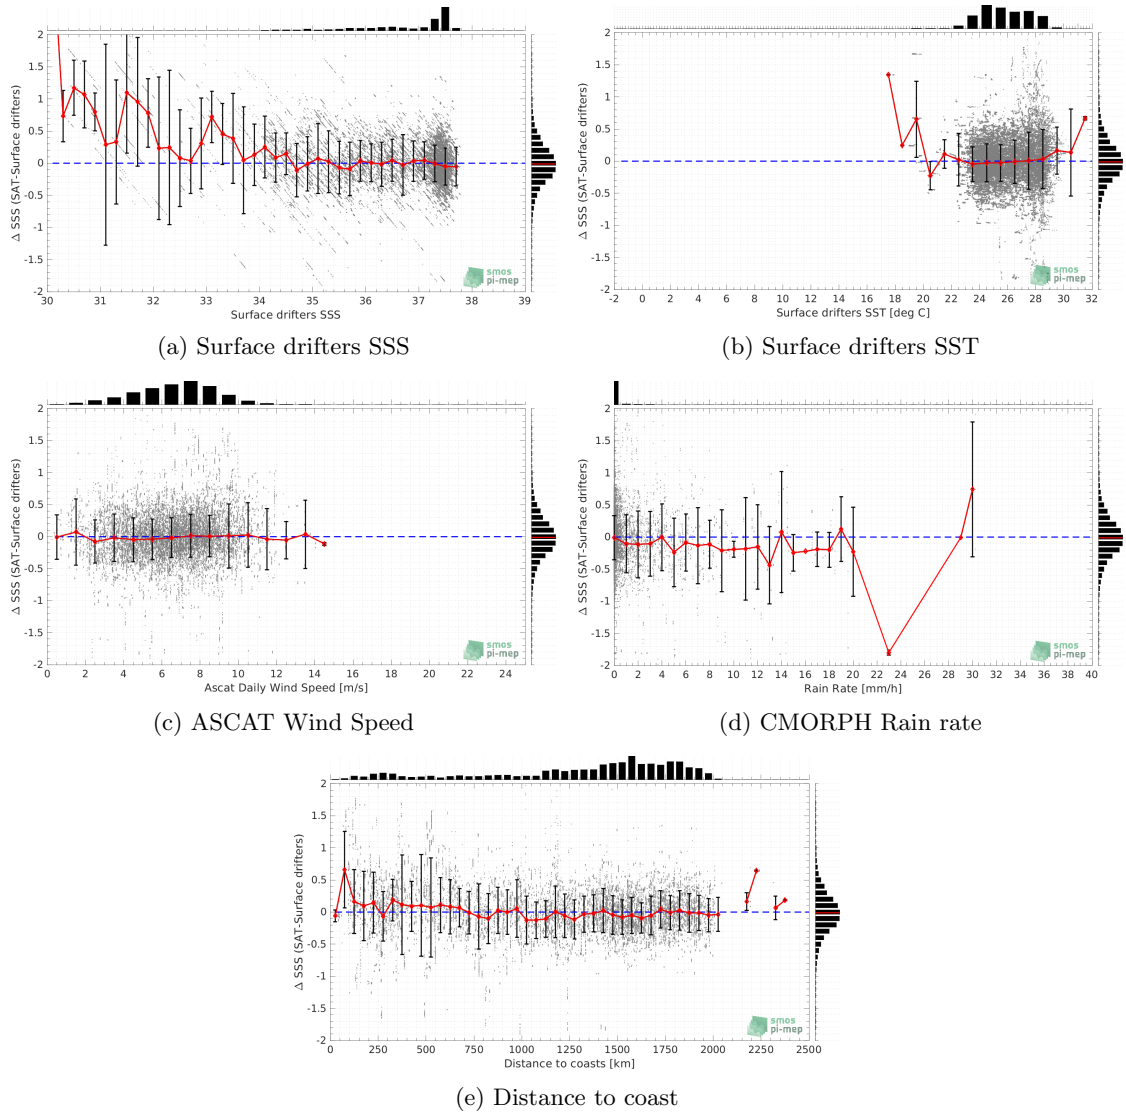 2
1.5
1
0.5
0
-0.5
-1
-1.5
-2
Δ SSS (SAT-Surface drifters)
30 31 32 33 34 35 36 37 38 39
Surface drifters SSS
smos
pi-mep
(a) Surface drifters SSS
2
1.5
1
0.5
0
-0.5
-1
-1.5
-2
Δ SSS (SAT-Surface drifters)
-2 0 2 4 6 8 10 12 14 16 18 20 22 24 26 28 30 32
Surface drifters SST [deg C]
smos
pi-mep
(b) Surface drifters SST
2
1.5
1
0.5
0
-0.5
-1
-1.5
-2
Δ SSS (SAT-Surface drifters)
0 2 4 6 8 10 12 14 16 18 20 22 24
Ascat Daily Wind Speed [m/s]
smos
pi-mep
(c) ASCAT Wind Speed
2
1.5
1
0.5
0
-0.5
-1
-1.5
-2
Δ SSS (SAT-Surface drifters)
0 2 4 6 8 10 12 14 16 18 20 22 24 26 28 30 32 34 36 38 40
Rain Rate [mm/h]
smos
pi-mep
(d) CMORPH Rain rate
2
1.5
1
0.5
0
-0.5
-1
-1.5
-2
Δ SSS (SAT-Surface drifters)
0 250 500 750 1000 1250 1500 1750 2000 2250 2500
Distance to coasts [km]
smos
pi-mep
(e) Distance to coast